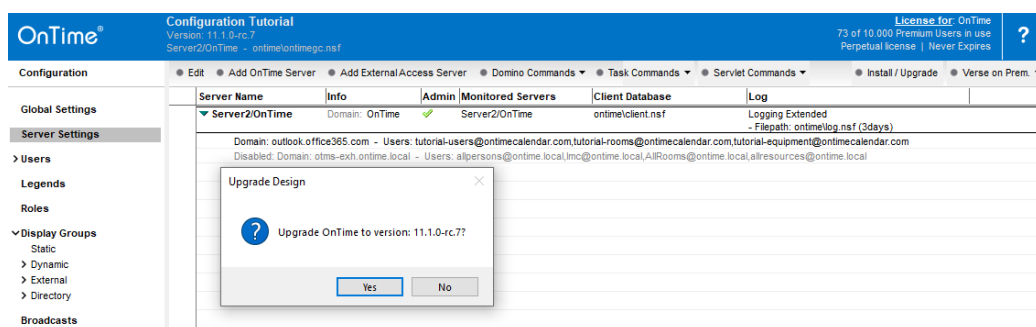 OnTime®
Configuration Tutorial
Version: 11.1.0-rc.7
Server2/OnTime - ontime\ontimegc.nsf
License for: OnTime
73 of 10.000 Premium Users in use
Perpetual license | Never Expires
?
Configuration
Edit
Add OnTime Server
Add External Access Server
Domino Commands
Task Commands
Servlet Commands
Install / Upgrade
Verse on Prem.
Global Settings
Server Settings
Users
Legends
Roles
Display Groups
Static
Dynamic
External
Directory
Broadcasts
Server Name Info Admin Monitored Servers Client Database Log
Server2/OnTime Domain: OnTime Server2/OnTime ontime\client.nsf Logging Extended
- Filepath: ontime\log.nsf (3days)
Domain: outlook.office365.com - Users: tutorial-users@ontimecalendar.com,tutorial-rooms@ontimecalendar.com,tutorial-equipment@ontimecalendar.com
Disabled: Domain: otms-exh.ontime.local - Users: allpersons@ontime.local,lmc@ontime.local,AllRooms@ontime.local,allresources@ontime.local
Upgrade Design
Upgrade OnTime to version: 11.1.0-rc.7?
Yes
No